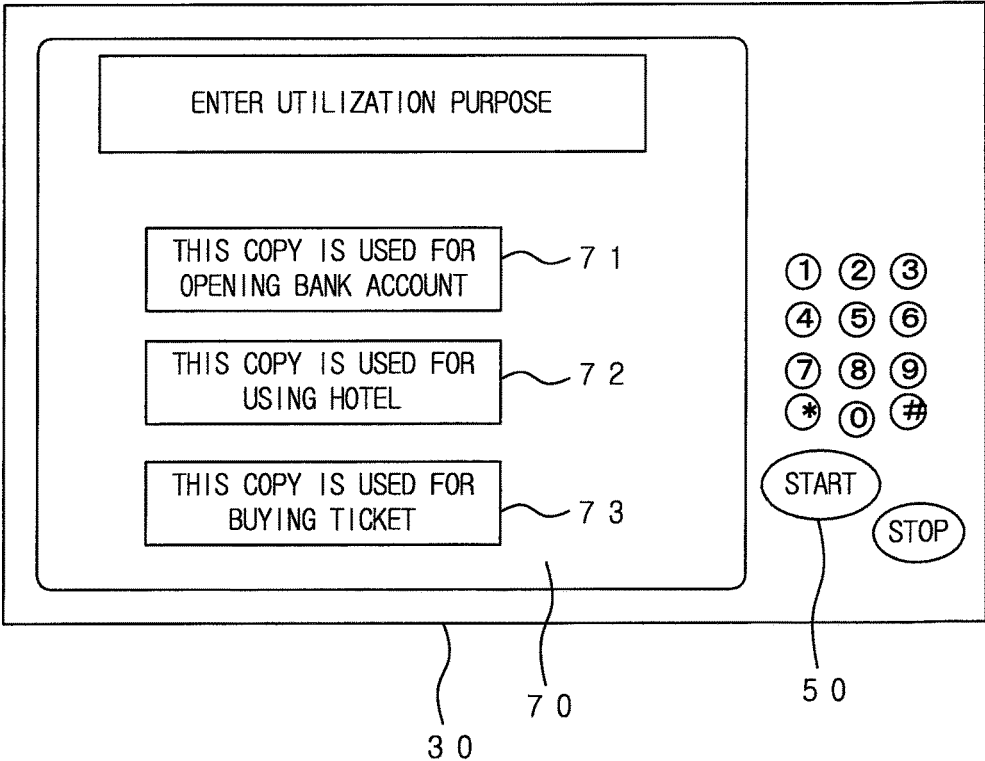 ENTER UTILIZATION PURPOSE
THIS COPY IS USED FOR
OPENING BANK ACCOUNT
71
THIS COPY IS USED FOR
USING HOTEL
72
THIS COPY IS USED FOR
BUYING TICKET
73
1 2 3
4 5 6
7 8 9
* 0 #
START
STOP
50
70
30